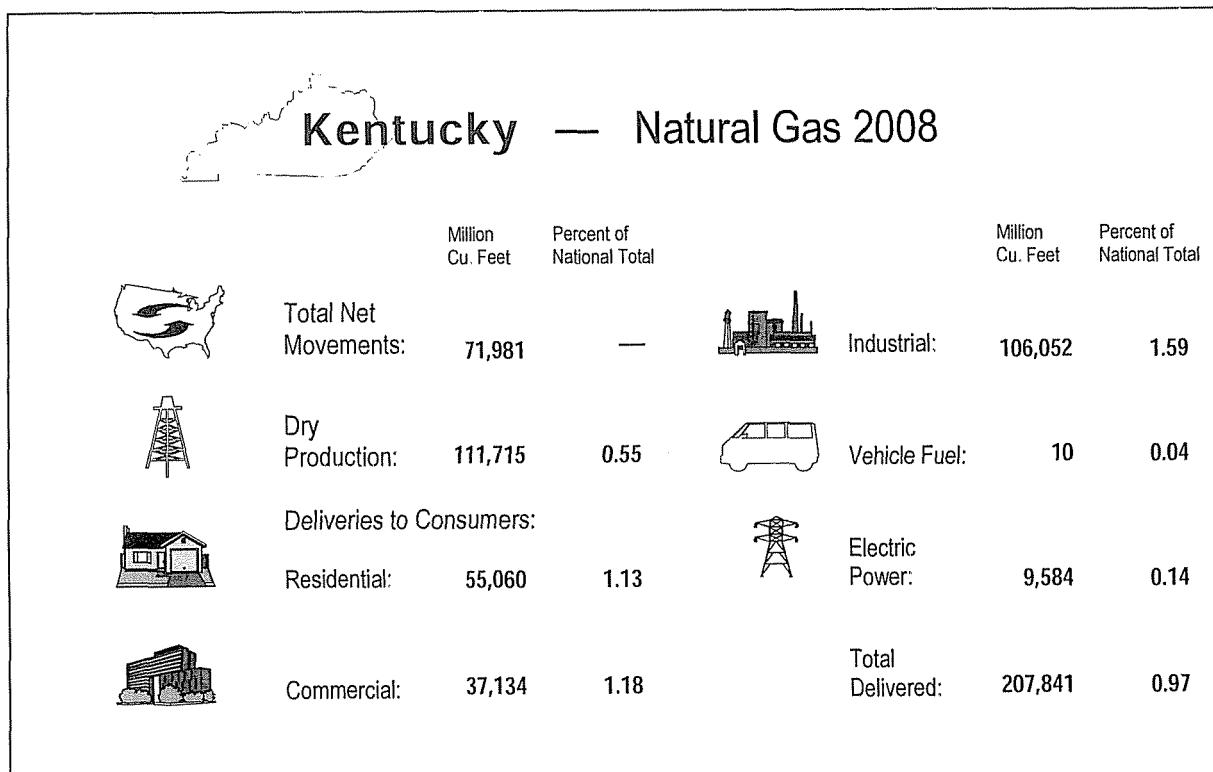 Kentucky — Natural Gas 2008
Million
Cu. Feet
Percent of
National Total
Total Net
Movements: 71,981 —
Dry
Production: 111,715 0.55
Deliveries to Consumers:
Residential: 55,060 1.13
Commercial: 37,134 1.18
Million
Cu. Feet
Percent of
National Total
Industrial: 106,052 1.59
Vehicle Fuel: 10 0.04
Electric
Power: 9,584 0.14
Total
Delivered: 207,841 0.97